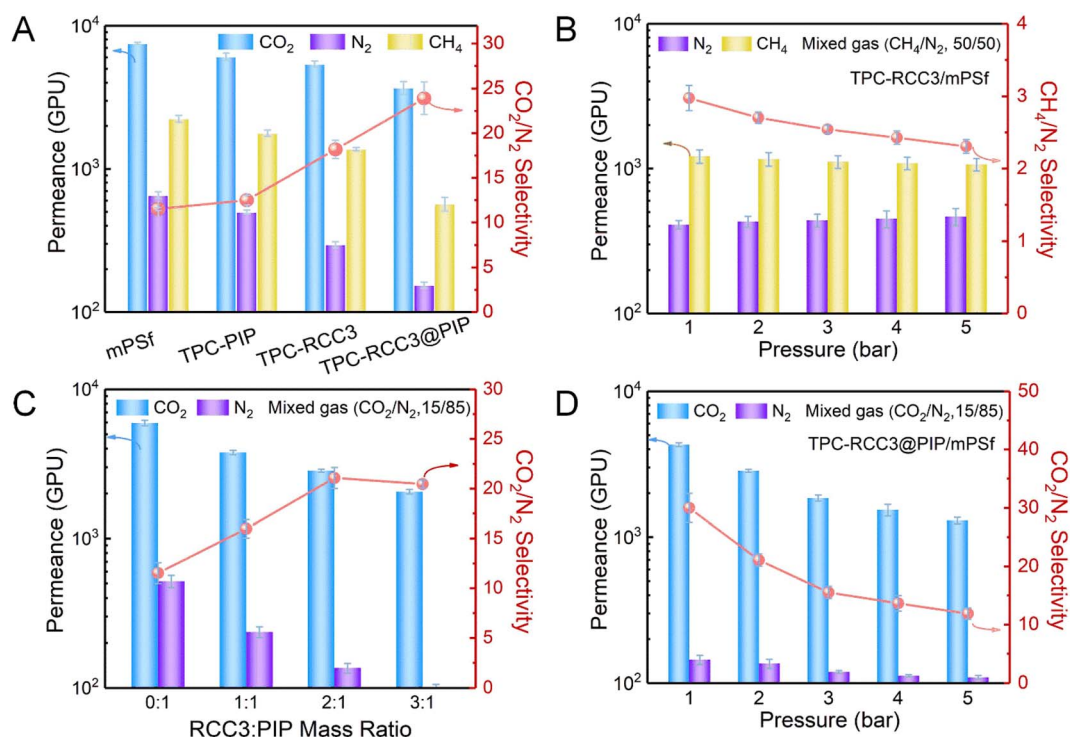 A
CO₂ N₂ CH₄
10⁴
10³
10²
Permeance (GPU)
30
25
20
15
10
5
0
CO₂/N₂ Selectivity
mPSf
TPC-PIP
TPC-RCC3
TPC-RCC3@PIP
B
N₂ CH₄ Mixed gas (CH₄/N₂, 50/50)
TPC-RCC3/mPSf
10⁴
10³
10²
Permeance (GPU)
4
3
2
1
0
CH₄/N₂ Selectivity
1 2 3 4 5
Pressure (bar)
C
CO₂ N₂ Mixed gas (CO₂/N₂,15/85)
10⁴
10³
10²
Permeance (GPU)
30
25
20
15
10
5
0
CO₂/N₂ Selectivity
0:1 1:1 2:1 3:1
RCC3:PIP Mass Ratio
D
CO₂ N₂ Mixed gas (CO₂/N₂,15/85)
TPC-RCC3@PIP/mPSf
10⁴
10³
10²
Permeance (GPU)
50
40
30
20
10
0
CO₂/N₂ Selectivity
1 2 3 4 5
Pressure (bar)